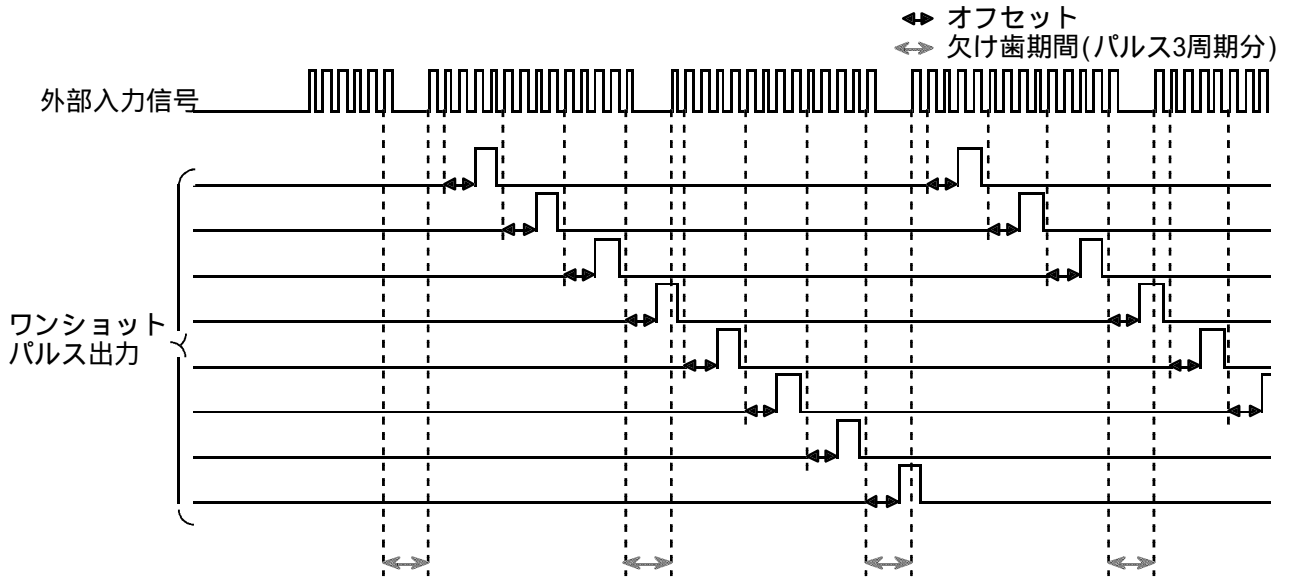 オフセット
欠け歯期間(パルス3周期分)
外部入力信号
ワンショット
パルス出力